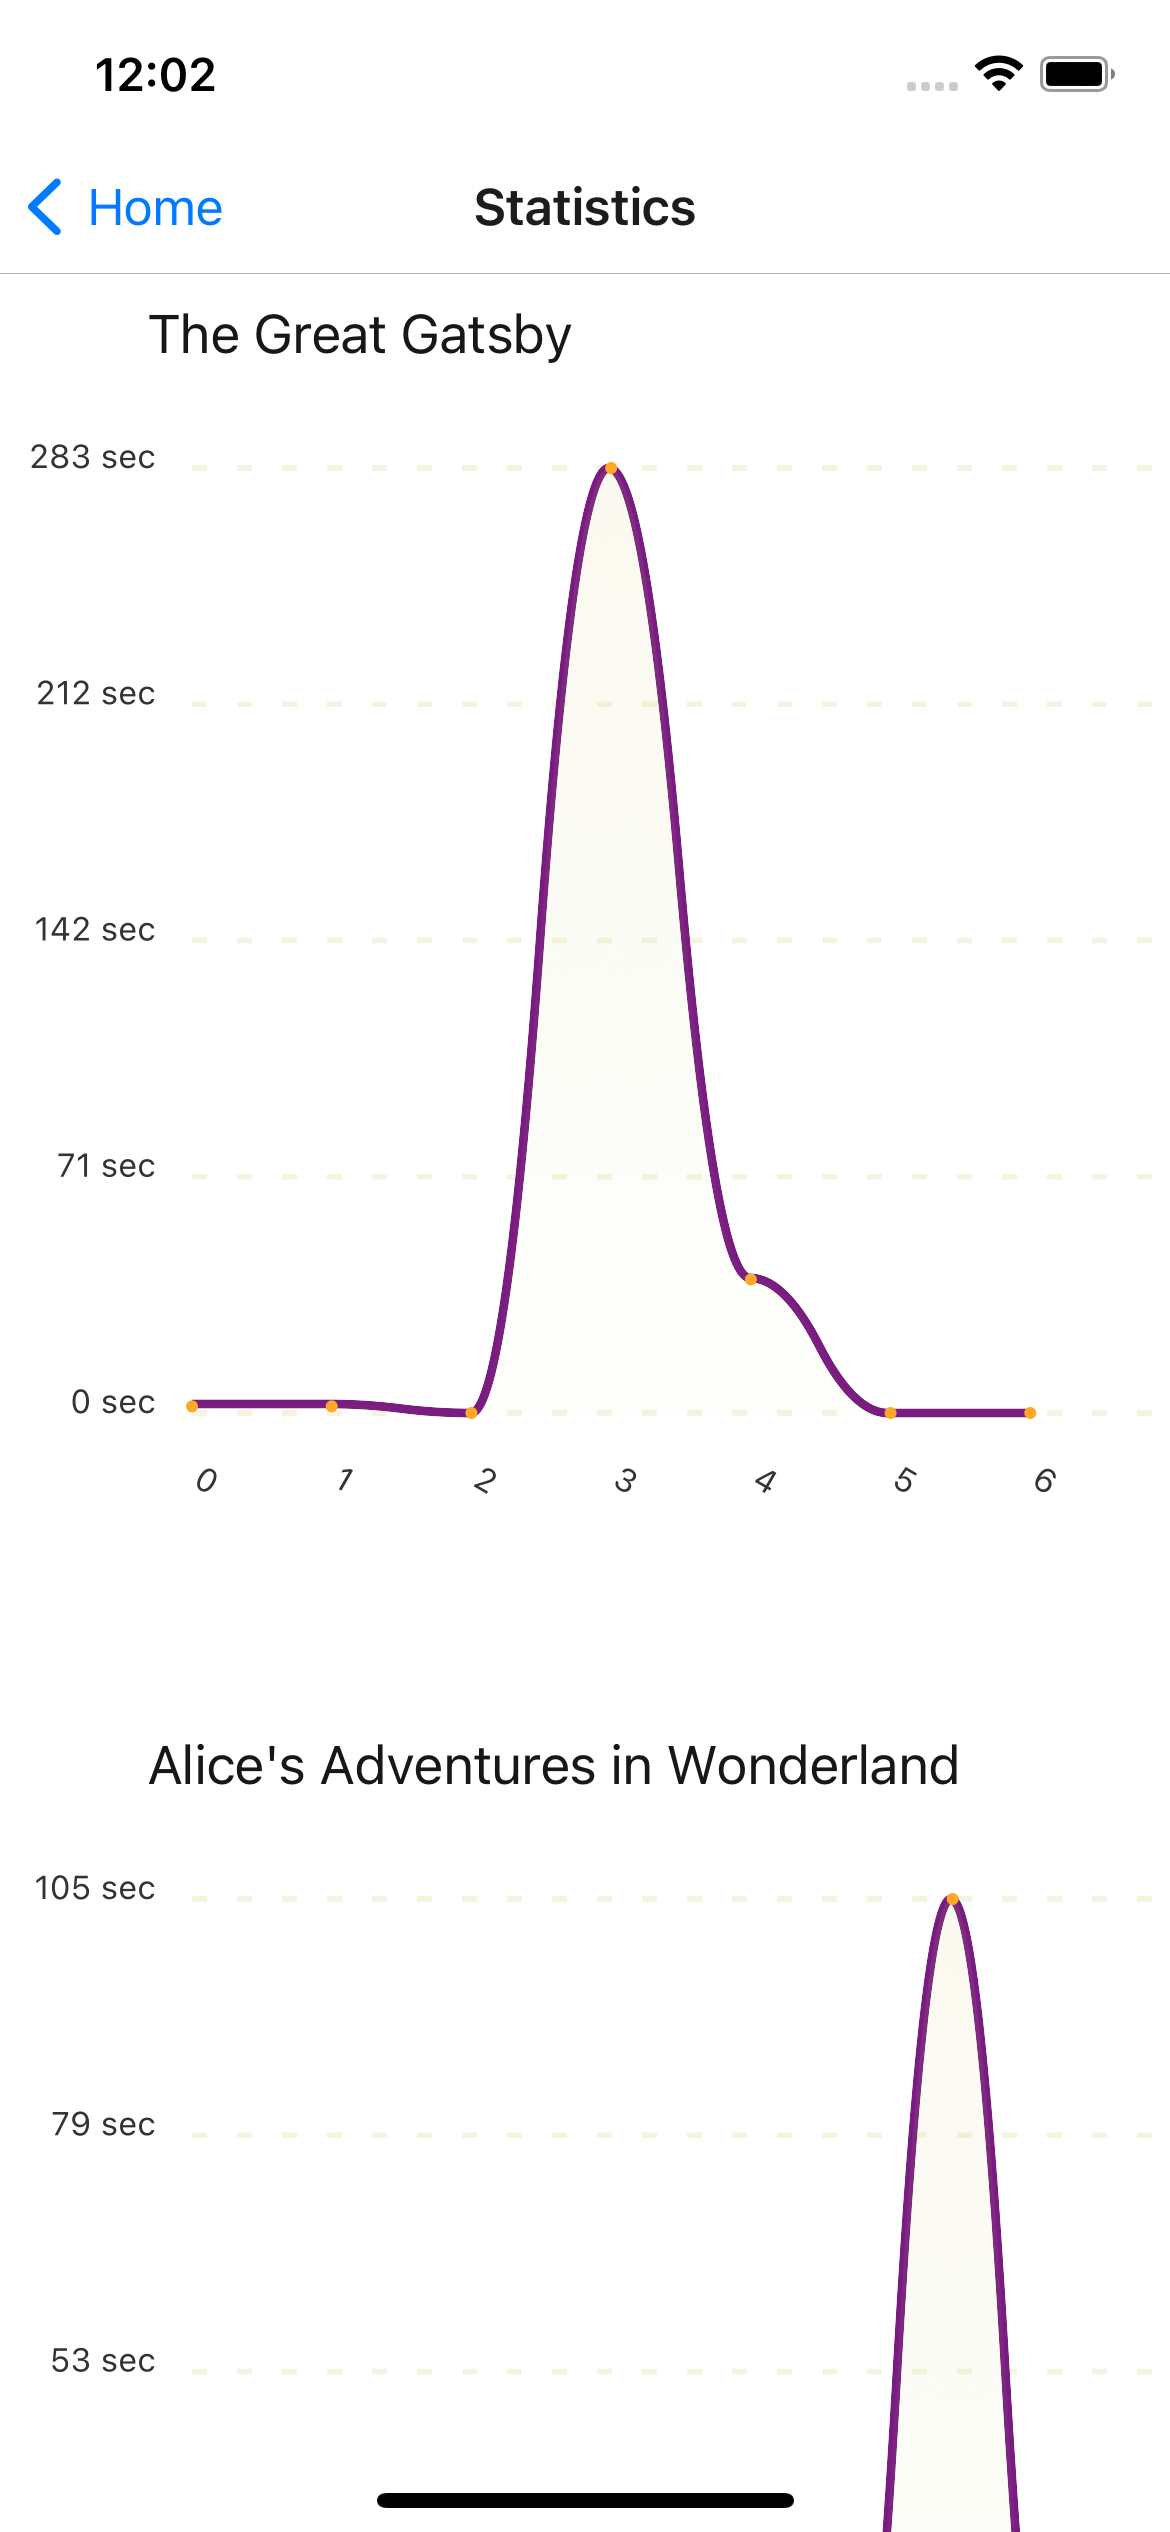 12:02
Home
Statistics
The Great Gatsby
283 sec
212 sec
142 sec
71 sec
0 sec
0 1 2 3 4 5 6
Alice's Adventures in Wonderland
105 sec
79 sec
53 sec